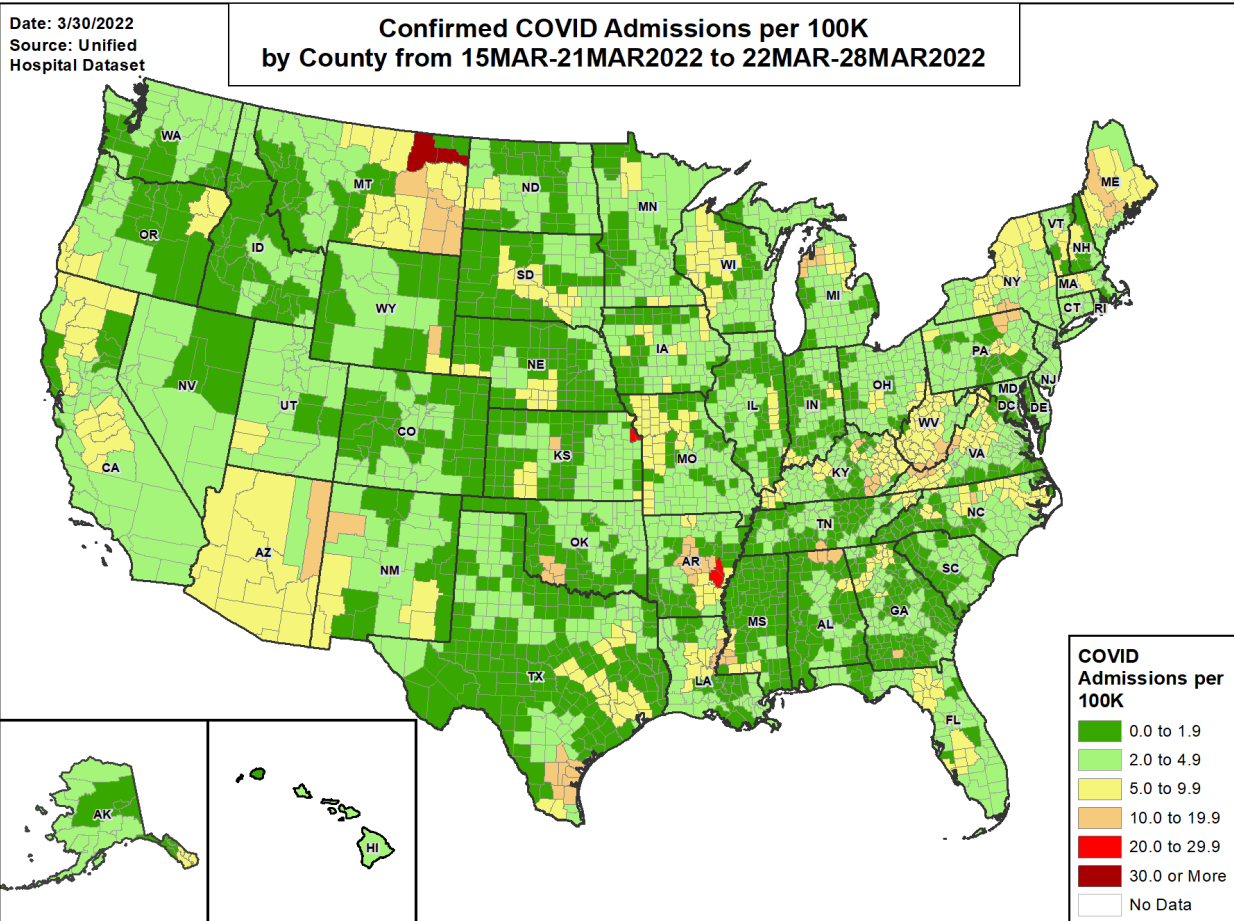 Date: 3/30/2022
Source: Unified
Hospital Dataset
Confirmed COVID Admissions per 100K
by County from 15MAR-21MAR2022 to 22MAR-28MAR2022
WA
MT
ND
MN
ME
OR
ID
SD
WI
VT
NH
WY
MI
NY
MA
CT
RI
NV
NE
IA
PA
NJ
UT
CO
IL
IN
OH
MD
DC
DE
WV
CA
KS
MO
KY
VA
AZ
NM
OK
AR
TN
NC
SC
MS
AL
GA
TX
LA
FL
AK
HI
COVID
Admissions per
100K
0.0 to 1.9
2.0 to 4.9
5.0 to 9.9
10.0 to 19.9
20.0 to 29.9
30.0 or More
No Data